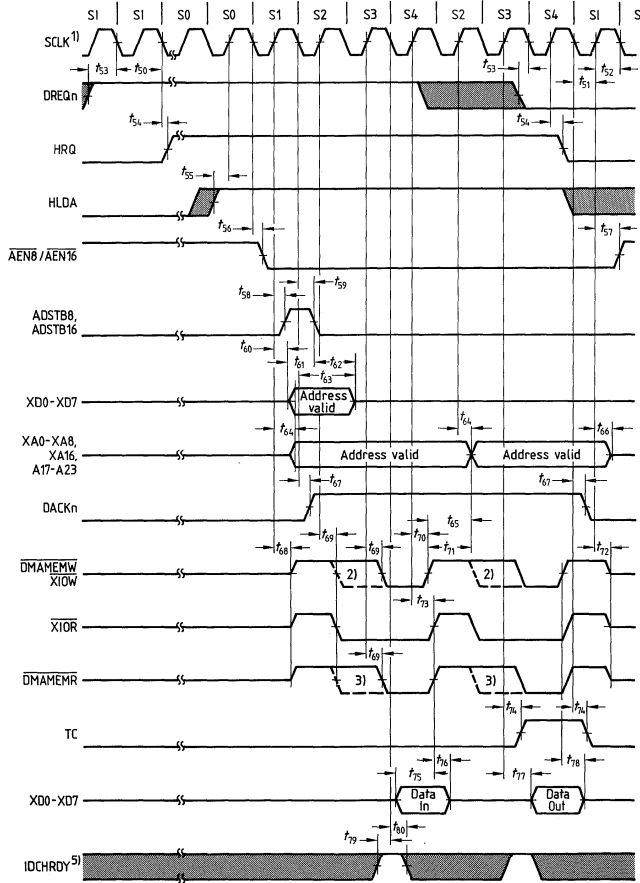 SI SI S0 S0 S1 S2 S3 S4 S2 S3 S4 SI S
SCLK 1)
t53 t50 t53 t52
t51
DREQn
t54 t54
HRQ
t55
HLDA
t56 t57
AEN8/AEN16
t59
t58
ADSTB8,
ADSTB16
t60
t61 t62
t63
XD0-XD7 Address valid
t64 t64 t66
XA0-XA8,
XA16,
A17-A23
Address valid Address valid
t67 t67
DACKn
t65
t68 t69 t69 t70 t71 t72
DMAMEMW
XIOW
2) 2)
t73
XIOR
t69
DMAMEMR 3) 3)
t74 t74
TC
t75 t76 t77 t78
XD0-XD7 Data In Data Out
t79 t80
IDCHRDY 5)